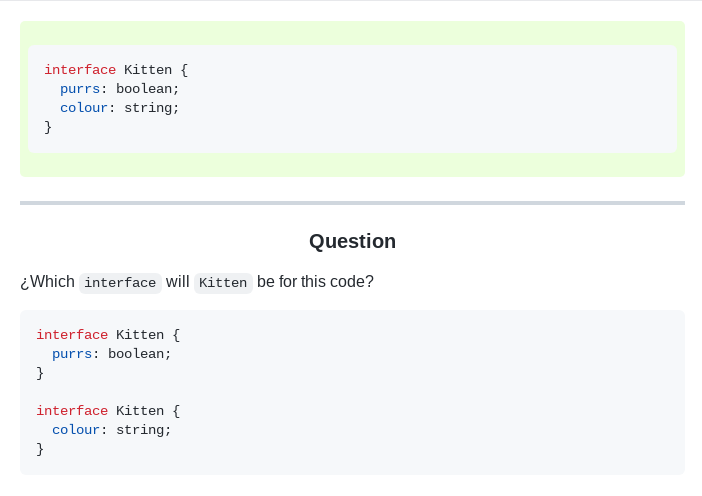 interface Kitten {
  purrs: boolean;
  colour: string;
}
Question
¿Which interface will Kitten be for this code?
interface Kitten {
  purrs: boolean;
}
interface Kitten {
  colour: string;
}